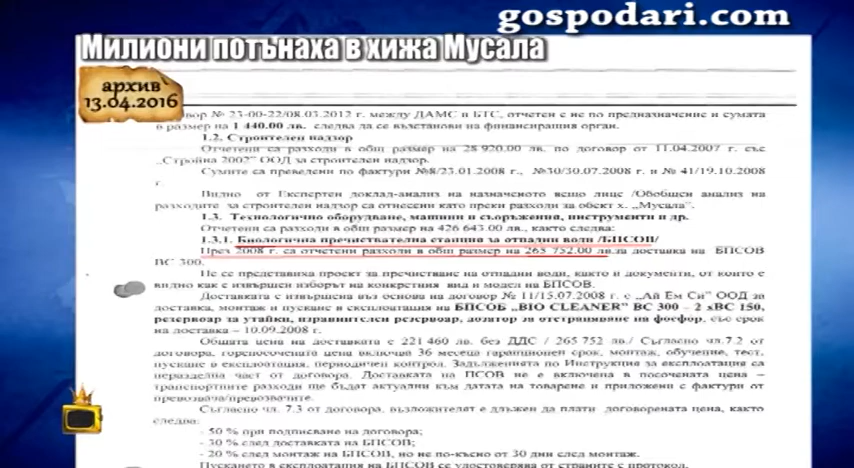 gospodari.com
Милиони потънаха в хижа Мусала
архив
13.04.2016
договор № 23-00-22/08.03.2012 г. между ДАМС и БТС, отчетен с не по предназначение и сумата
в размер на 1 440.00 лв. следва да се възстанови на финансиращия орган.
1.2. Строителен надзор
Отчетени са разходи в общ размер на 28 920.00 лв. по договор от 11.04.2007 г. със
„Стройна 2002" ООД за строителен надзор.
Сумите са преведени по фактури №8/23.01.2008 г., №30/30.07.2008 г. и № 41/19.10.2008
г.
Видно от Експертен доклад-анализ на назначеното вещо лице /Обобщен анализ на
разходите за строителен надзор са отнесени като преки разходи за обект х. „Мусала".
1.3. Технологично оборудване, машини и съоръжения, инструменти и др.
Отчетени са разходи в общ размер на 426 643.00 лв., както следва:
1.3.1. Биологична пречиствателна станция за отпадни води /БПСОВ/
През 2008 г. са отчетени разходи в общ размер на 265 752.00 лв.за доставка на БПСОВ
ВС 300.
Не се представиха проект за пречистване на отпадни води, както и документи, от които е
видно как е извършен изборът на конкретния вид и модел на БПСОВ.
Доставката с извършена въз основа на договор № 11/15.07.2008 г. с „Ай Ем Си" ООД за
доставка, монтаж и пускане в експлоатация на БПСОБ „BIO CLEANER" BC 300 – 2 xBC 150,
резервоар за утайки, изравнителен резервоар, дозатор за отстраняване на фосфор, със срок
на доставка – 10.09.2008 г.
Общата цена на доставката с 221 460 лв. без ДДС / 265 752 лв./ Съгласно чл.7.2 от
договора, горепосочената цена включва 36 месеца гаранционен срок, монтаж, обучение, тест,
пускане в експлоатация, периодичен контрол. Задълженията по Инструкция за експлоатация са
неразделна част от договора. Доставката на ПСОВ не е включена в посочената цена –
транспортните разходи ще бъдат актуални към датата на товарене и приложени с фактури от
превозвача/превозвачите.
Съгласно чл. 7.3 от договора, възложителят е длъжен да плати договорената цена, както
следва:
- 50 % при подписване на договора;
- 30 % след доставката на БПСОВ;
- 20 % след монтаж на БПСОВ, но не по-късно от 30 дни след монтаж.
Пускането в експлоатация на БПСОВ се удостоверява от страните с протокол.